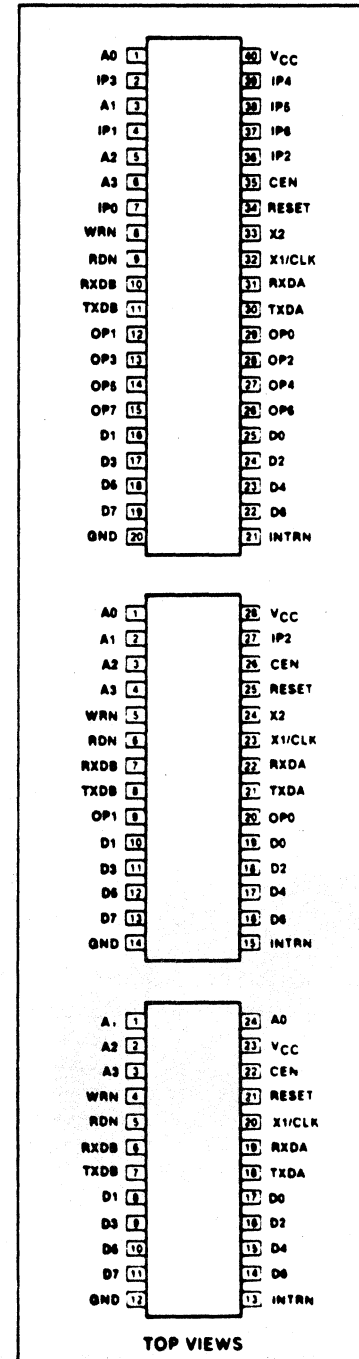 A0 1 40 VCC
IP3 2 39 IP4
A1 3 38 IP5
IP1 4 37 IP6
A2 5 36 IP2
A3 6 35 CEN
IP0 7 34 RESET
WRN 8 33 X2
RDN 9 32 X1/CLK
RXDB 10 31 RXDA
TXDB 11 30 TXDA
OP1 12 29 OP0
OP3 13 28 OP2
OP5 14 27 OP4
OP7 15 26 OP6
D1 16 25 D0
D3 17 24 D2
D5 18 23 D4
D7 19 22 D6
GND 20 21 INTRN
A0 1 28 VCC
A1 2 27 IP2
A2 3 26 CEN
A3 4 25 RESET
WRN 5 24 X2
RDN 6 23 X1/CLK
RXDB 7 22 RXDA
TXDB 8 21 TXDA
OP1 9 20 OP0
D1 10 19 D0
D3 11 18 D2
D5 12 17 D4
D7 13 16 D6
GND 14 15 INTRN
A1 1 24 A0
A2 2 23 VCC
A3 3 22 CEN
WRN 4 21 RESET
RDN 5 20 X1/CLK
RXDB 6 19 RXDA
TXDB 7 18 TXDA
D1 8 17 D0
D3 9 16 D2
D5 10 15 D4
D7 11 14 D6
GND 12 13 INTRN
TOP VIEWS